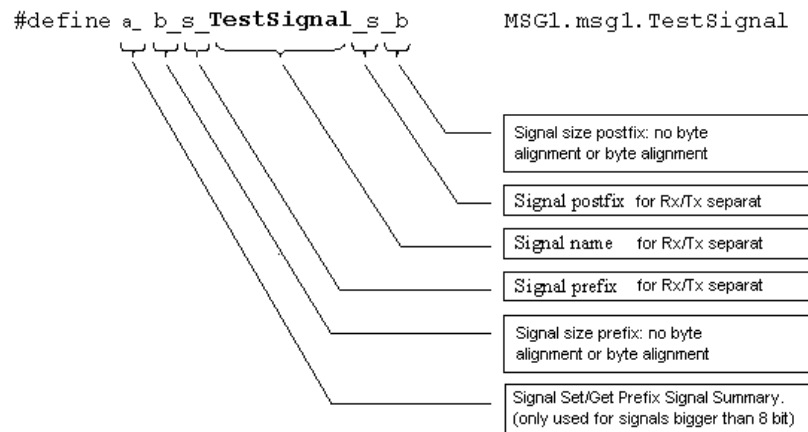 #define a_ b_s_TestSignal_s_b MSG1.msg1.TestSignal
Signal size postfix: no byte
alignment or byte alignment
Signal postfix for Rx/Tx separat
Signal name for Rx/Tx separat
Signal prefix for Rx/Tx separat
Signal size prefix: no byte
alignment or byte alignment
Signal Set/Get Prefix Signal Summary.
(only used for signals bigger than 8 bit)